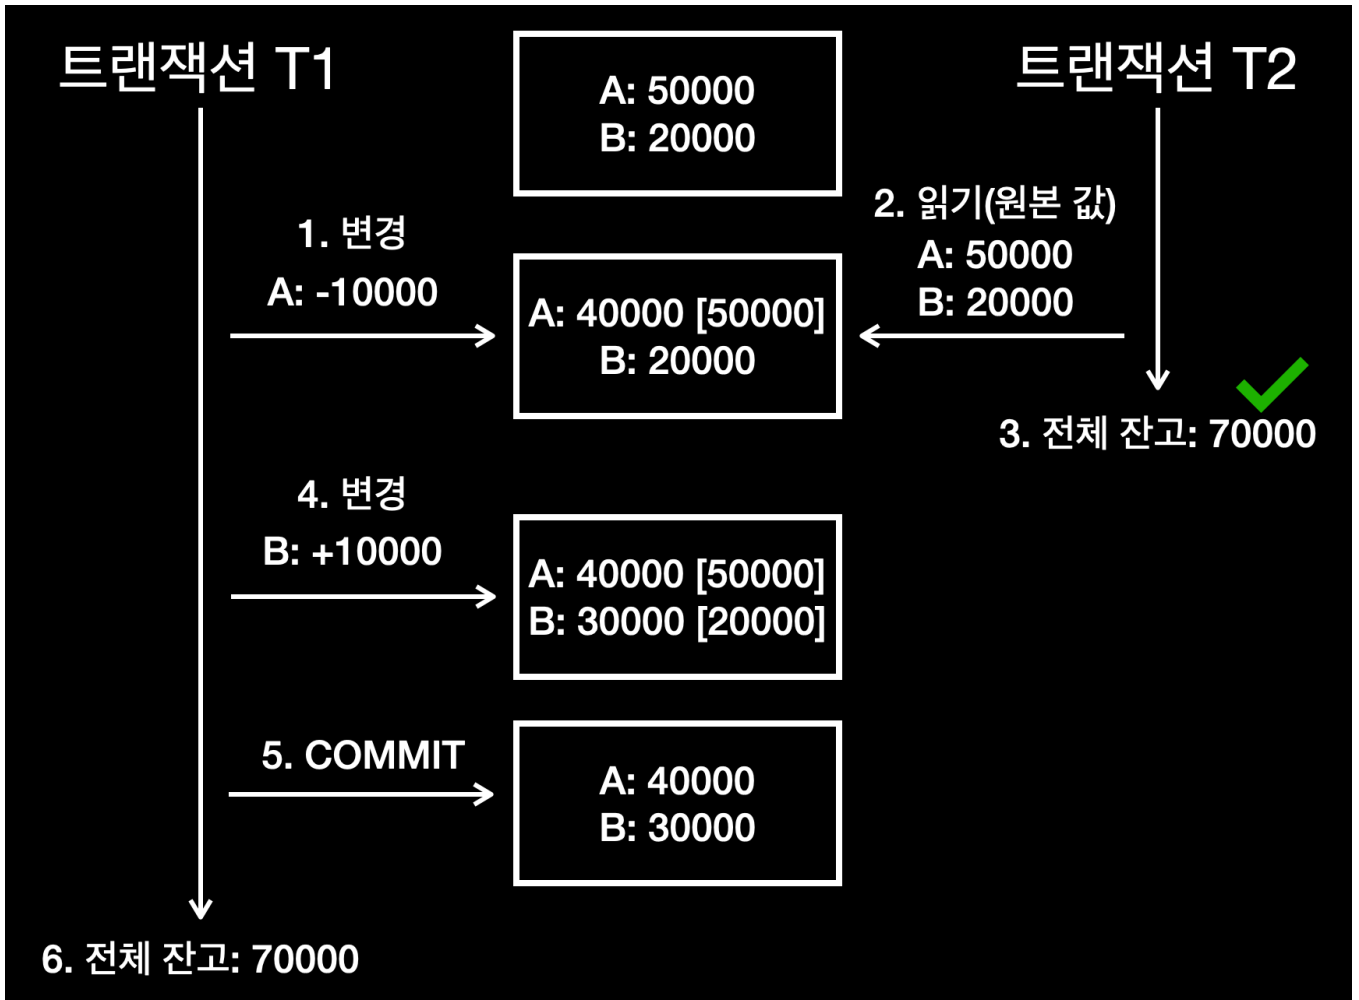 트랜잭션 T1
트랜잭션 T2
A: 50000
B: 20000
1. 변경
A: -10000
2. 읽기(원본 값)
A: 50000
B: 20000
A: 40000 [50000]
B: 20000
3. 전체 잔고: 70000
4. 변경
B: +10000
A: 40000 [50000]
B: 30000 [20000]
5. COMMIT
A: 40000
B: 30000
6. 전체 잔고: 70000